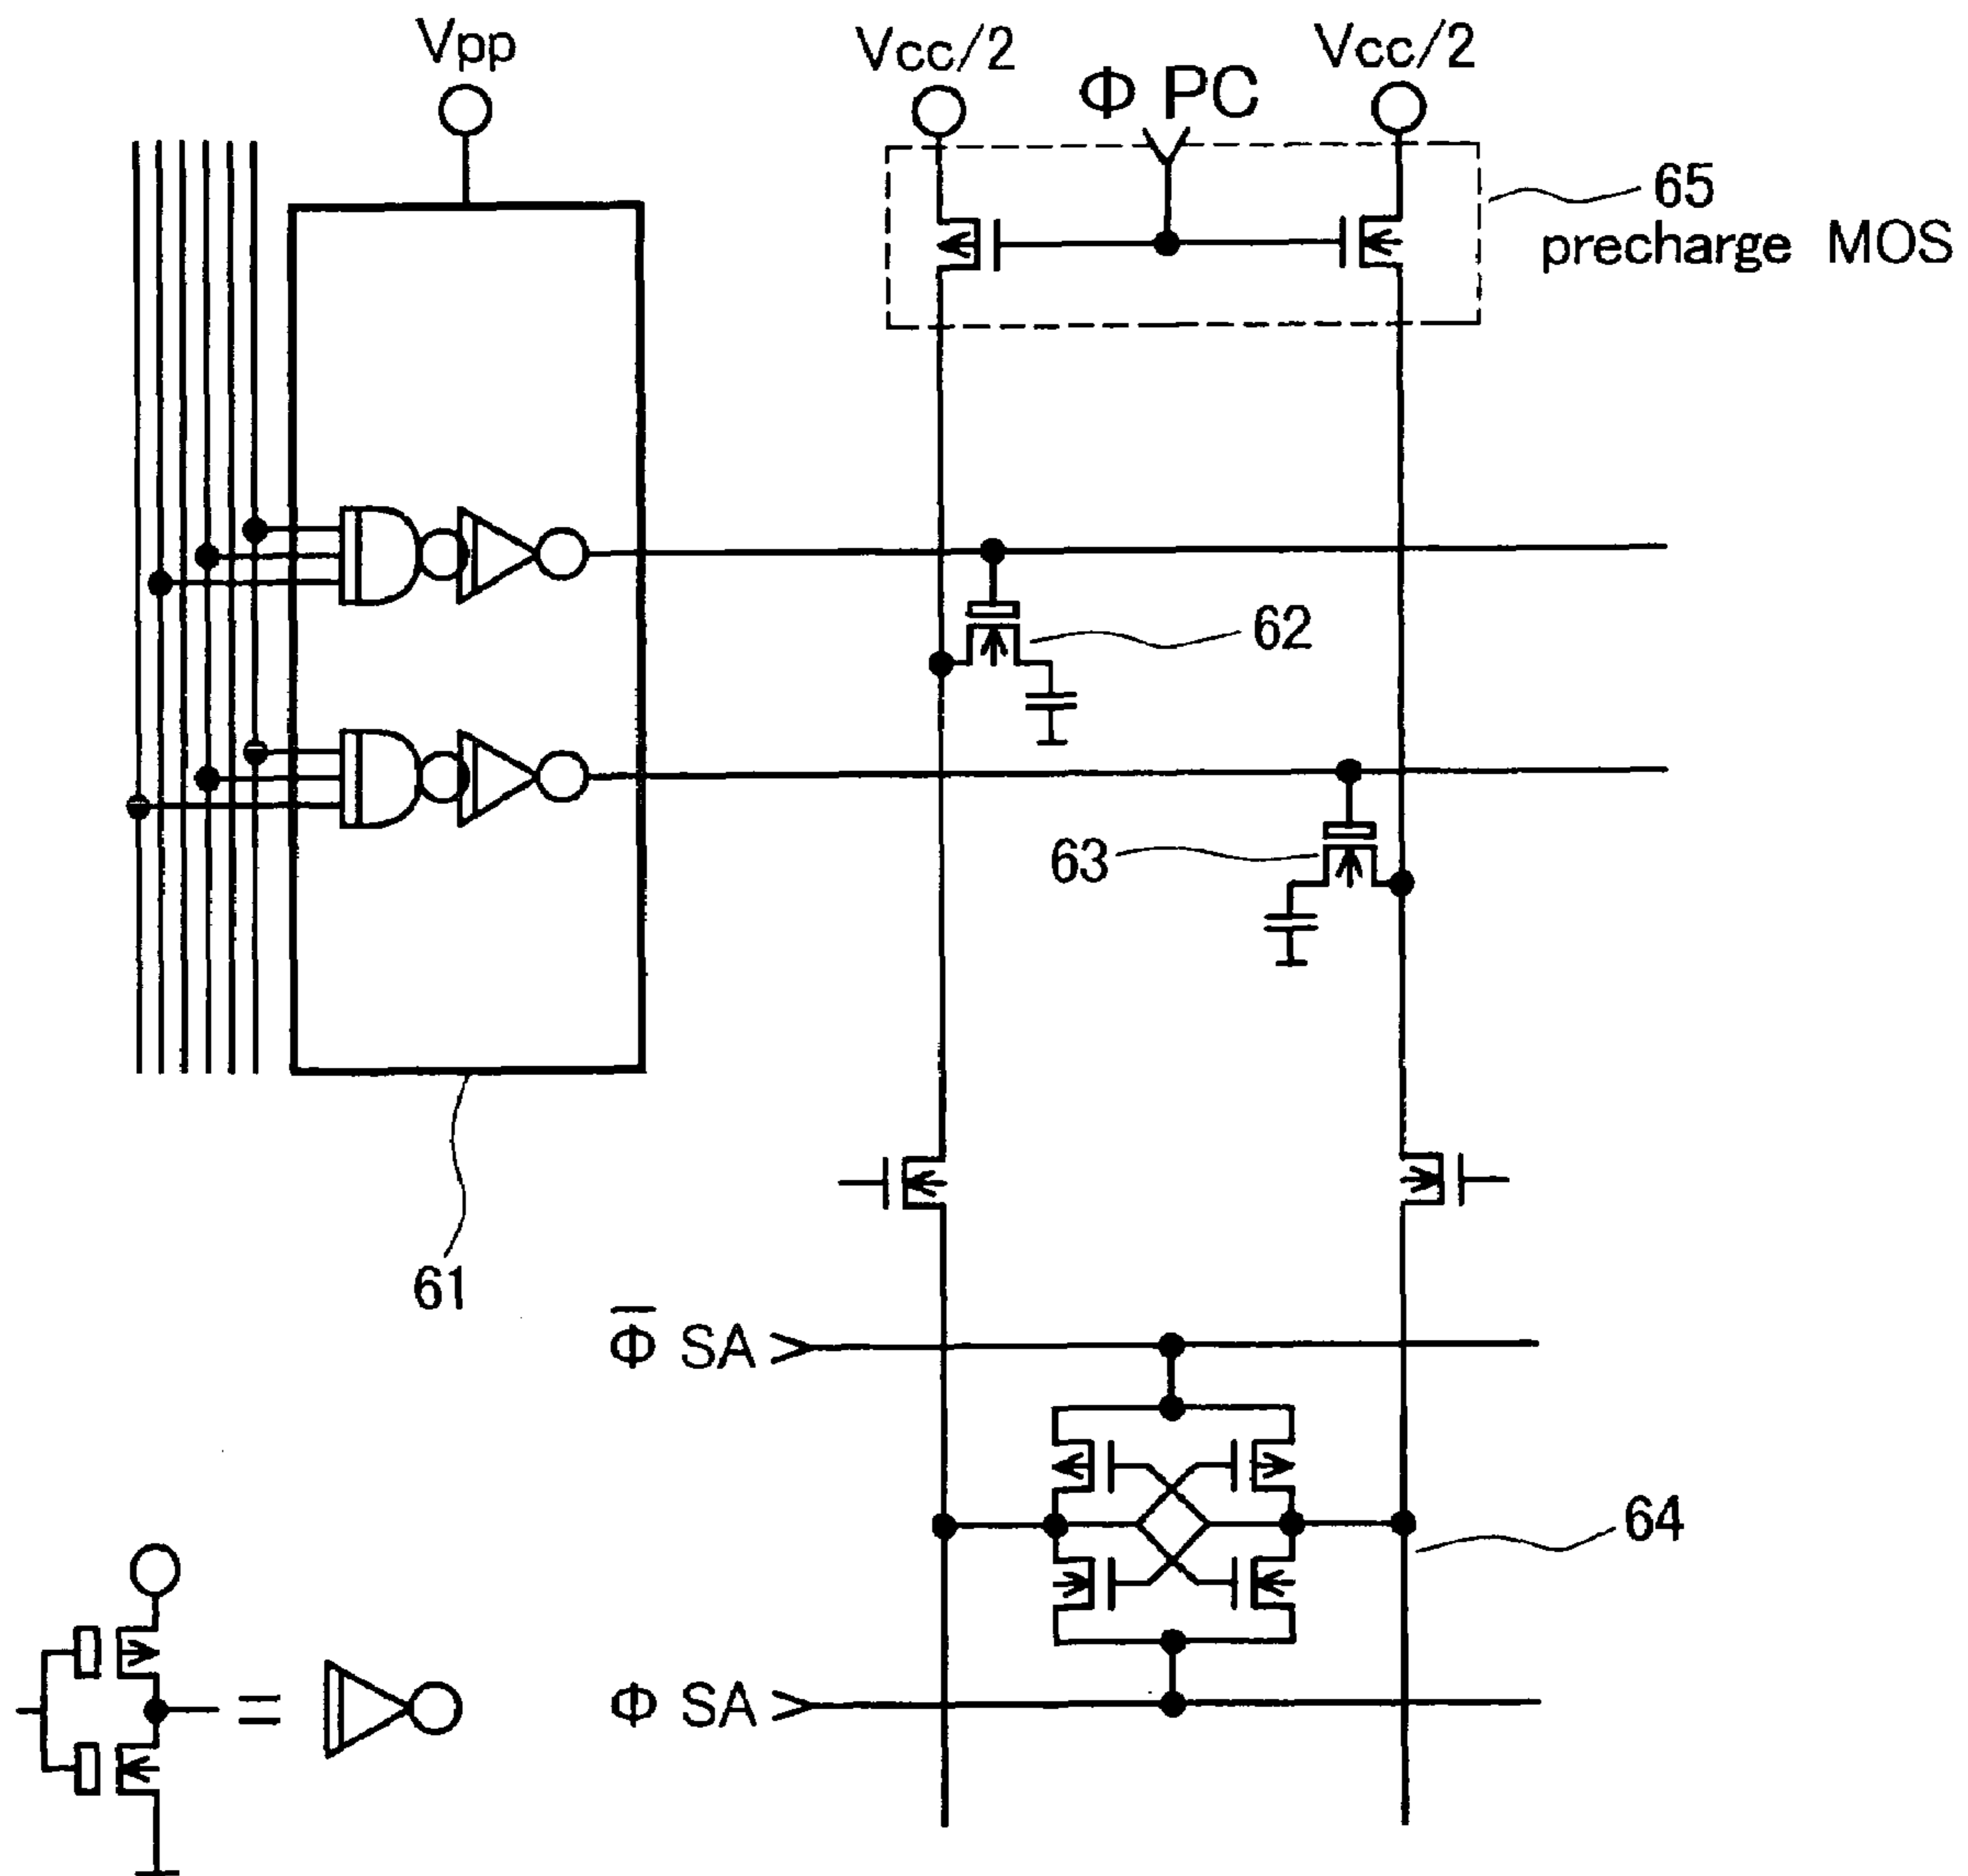 Vpp
Vcc/2
Vcc/2
Φ PC
65
precharge MOS
62
63
61
Φ̅ SA
64
Φ SA
=